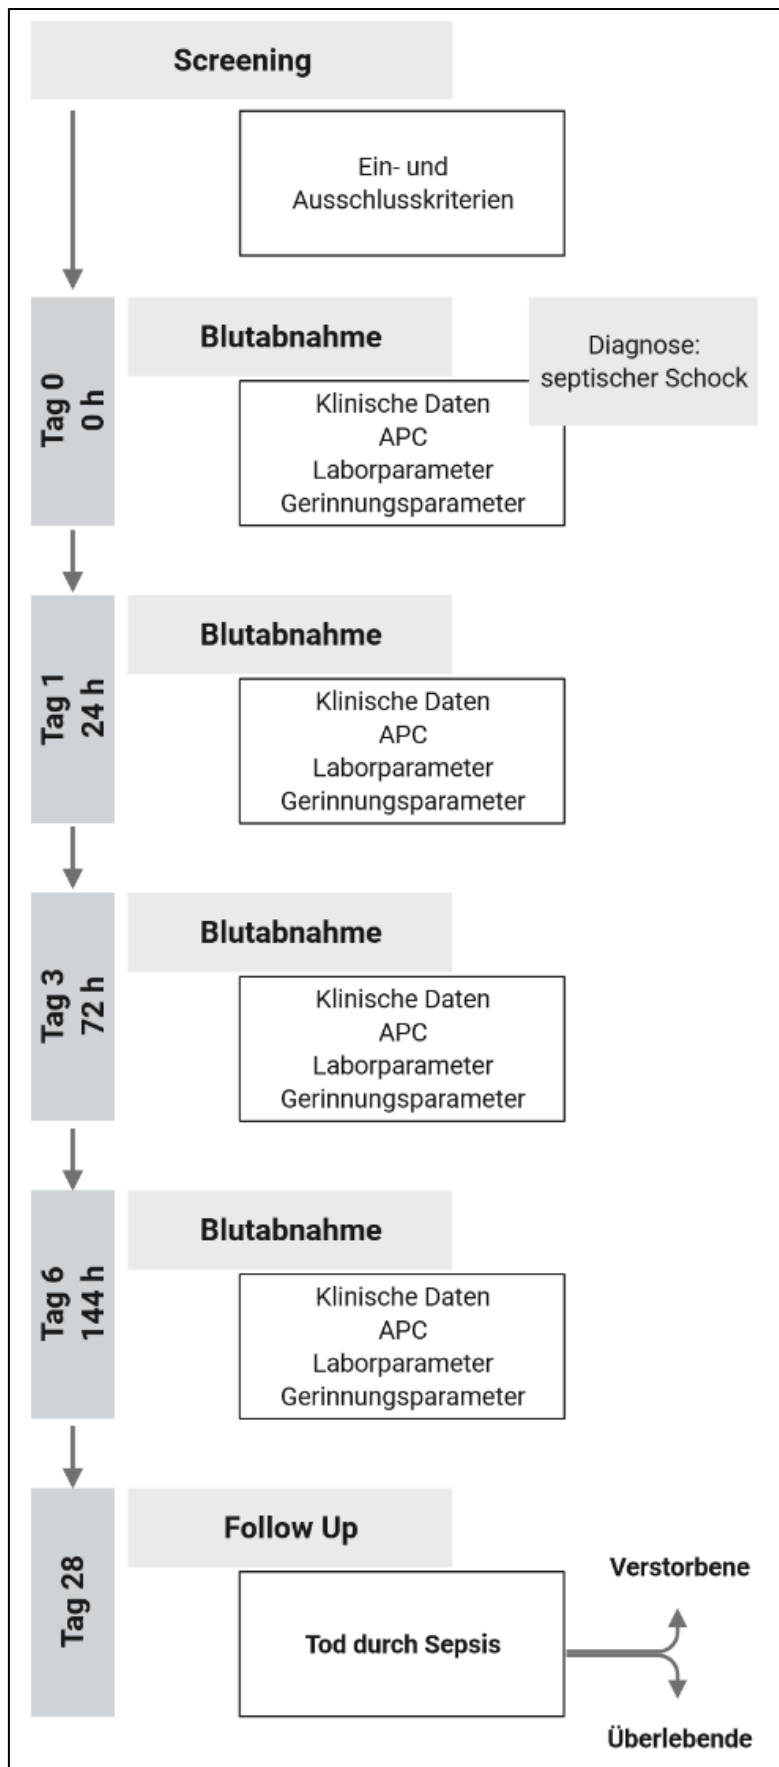 Screening
Ein- und
Ausschlusskriterien
Tag 0
0 h
Blutabnahme
Diagnose:
septischer Schock
Klinische Daten
APC
Laborparameter
Gerinnungsparameter
Tag 1
24 h
Blutabnahme
Klinische Daten
APC
Laborparameter
Gerinnungsparameter
Tag 3
72 h
Blutabnahme
Klinische Daten
APC
Laborparameter
Gerinnungsparameter
Tag 6
144 h
Blutabnahme
Klinische Daten
APC
Laborparameter
Gerinnungsparameter
Tag 28
Follow Up
Tod durch Sepsis
Verstorbene
Überlebende